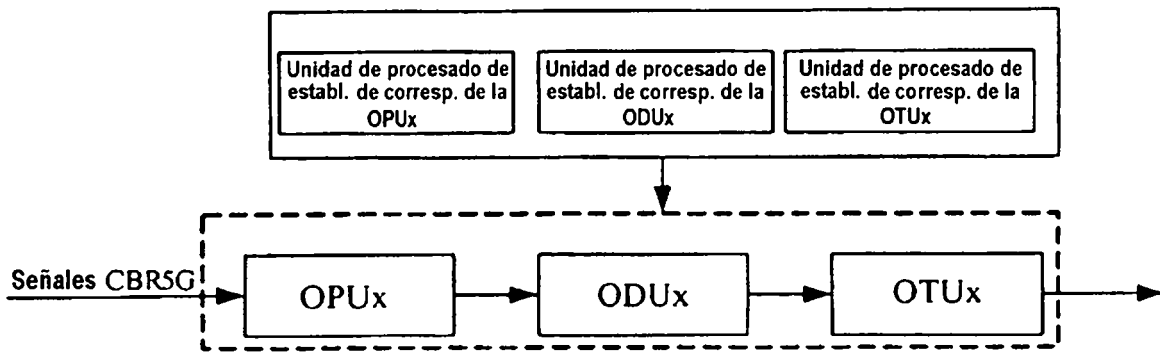 Unidad de procesado de
establ. de corresp. de la
OPUx
Unidad de procesado de
establ. de corresp. de la
ODUx
Unidad de procesado de
establ. de corresp. de la
OTUx
Señales CBR5G
OPUx
ODUx
OTUx